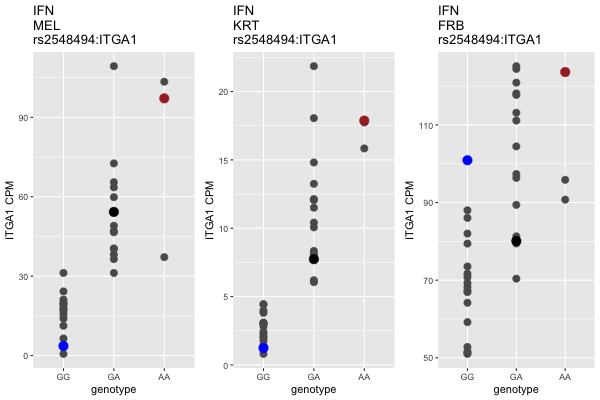 IFN
MEL
rs2548494:ITGA1
ITGA1 CPM
90
60
30
0
GG GA AA
genotype
IFN
KRT
rs2548494:ITGA1
ITGA1 CPM
20
15
10
5
0
GG GA AA
genotype
IFN
FRB
rs2548494:ITGA1
ITGA1 CPM
110
90
70
50
GG GA AA
genotype